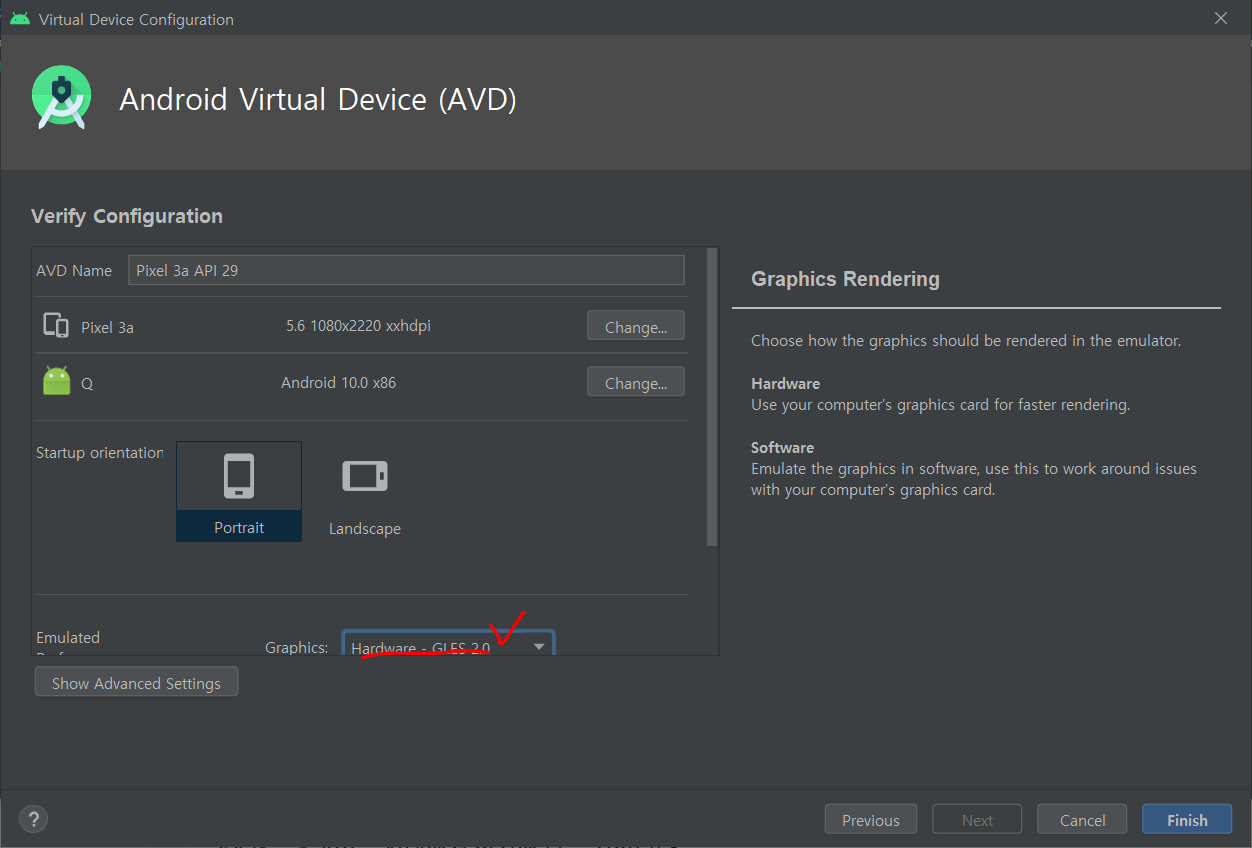 Virtual Device Configuration
Android Virtual Device (AVD)
Verify Configuration
AVD Name Pixel 3a API 29
Pixel 3a 5.6 1080x2220 xxhdpi Change...
Q Android 10.0 x86 Change...
Startup orientation
Portrait
Landscape
Emulated
Graphics: Hardware - GLES 2.0
Show Advanced Settings
Graphics Rendering
Choose how the graphics should be rendered in the emulator.
Hardware
Use your computer's graphics card for faster rendering.
Software
Emulate the graphics in software, use this to work around issues
with your computer's graphics card.
? Previous Next Cancel Finish